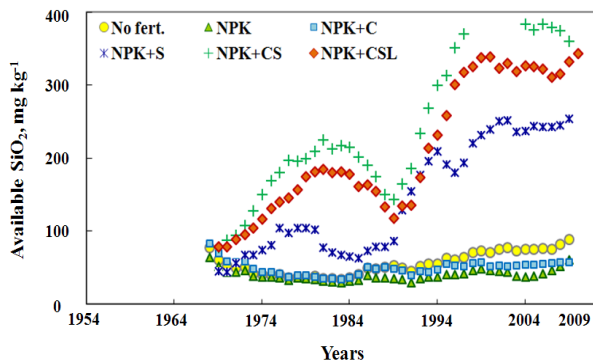 400
300
200
100
0
Available SiO2, mg kg-1
No fert. NPK NPK+C
NPK+S NPK+CS NPK+CSL
1954 1964 1974 1984 1994 2004 2009
Years